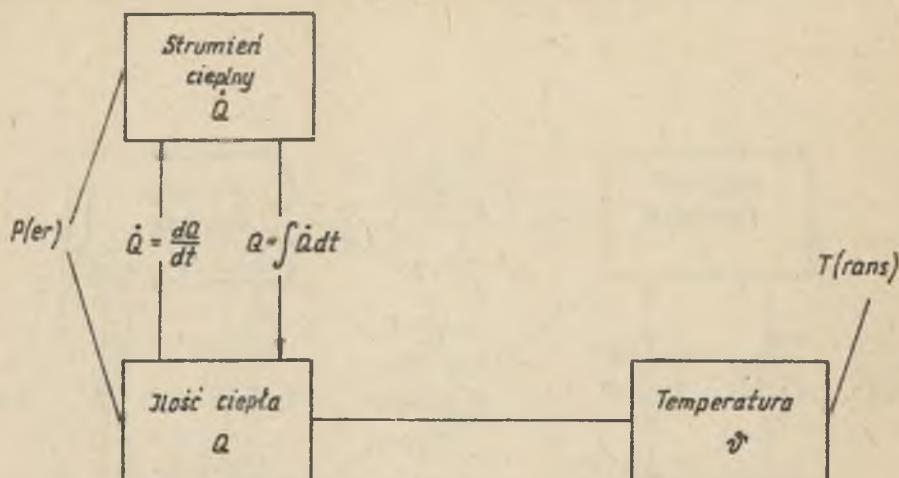 Strumień
cieplny
Q̇
P(er)
Q̇ = dQ/dt
Q = ∫ Q̇ dt
T(rans)
Ilość ciepła
Q
Temperatura
ϑ